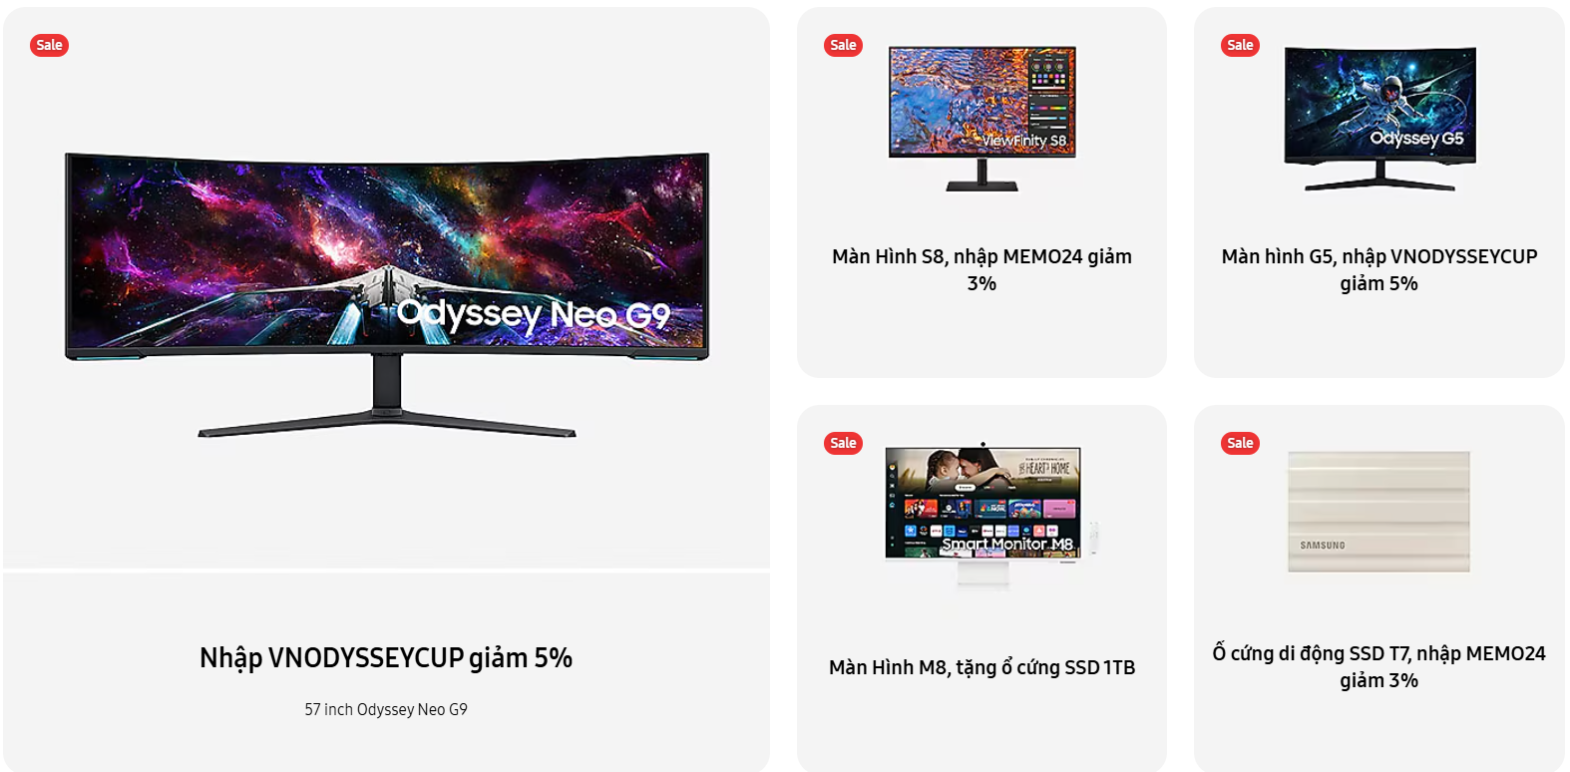 Sale
Odyssey Neo G9
Nhập VNODYSSEYCUP giảm 5%
57 inch Odyssey Neo G9
Sale
ViewFinity S8
Màn Hình S8, nhập MEMO24 giảm
3%
Sale
Odyssey G5
Màn hình G5, nhập VNODYSSEYCUP
giảm 5%
Sale
HEART HOME
Smart Monitor M8
Màn Hình M8, tặng ổ cứng SSD 1TB
Sale
SAMSUNG
Ổ cứng di động SSD T7, nhập MEMO24
giảm 3%